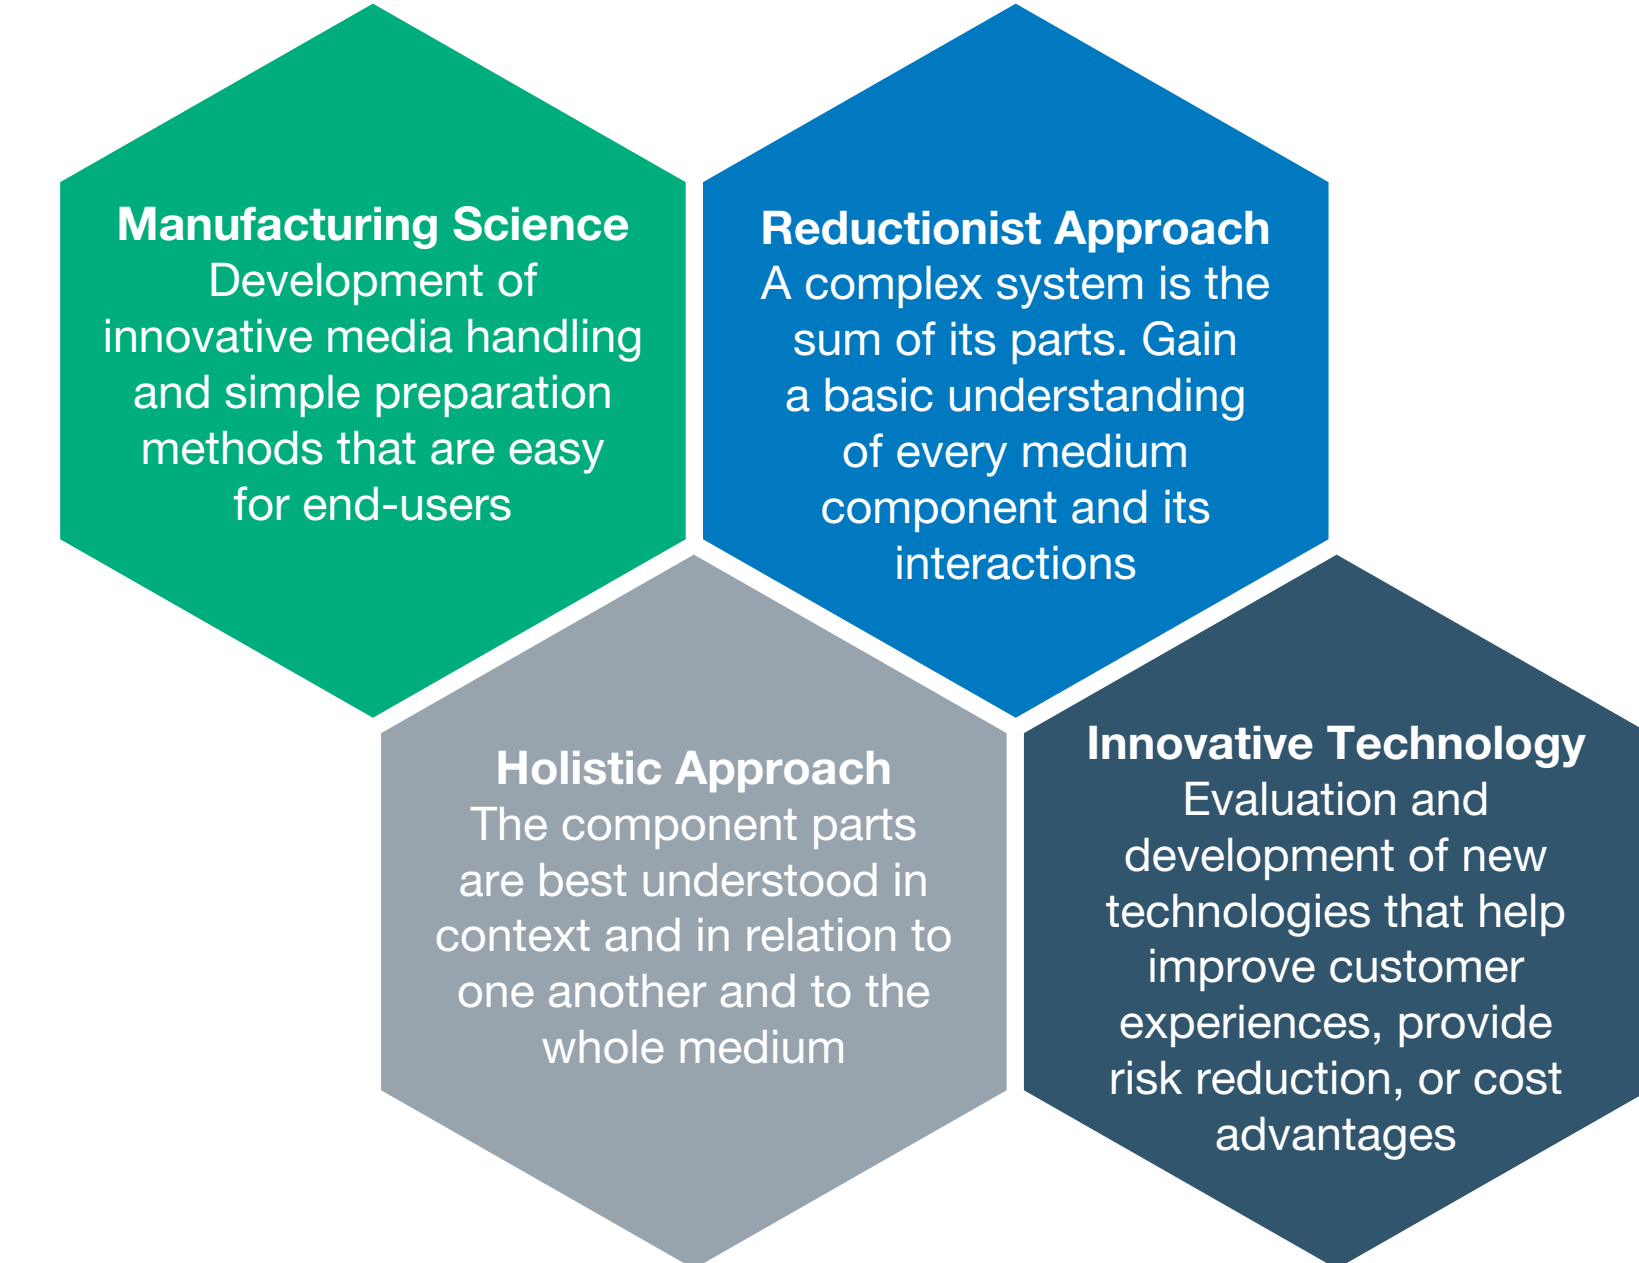 Manufacturing Science
Development of
innovative media handling
and simple preparation
methods that are easy
for end-users
Reductionist Approach
A complex system is the
sum of its parts. Gain
a basic understanding
of every medium
component and its
interactions
Holistic Approach
The component parts
are best understood in
context and in relation to
one another and to the
whole medium
Innovative Technology
Evaluation and
development of new
technologies that help
improve customer
experiences, provide
risk reduction, or cost
advantages